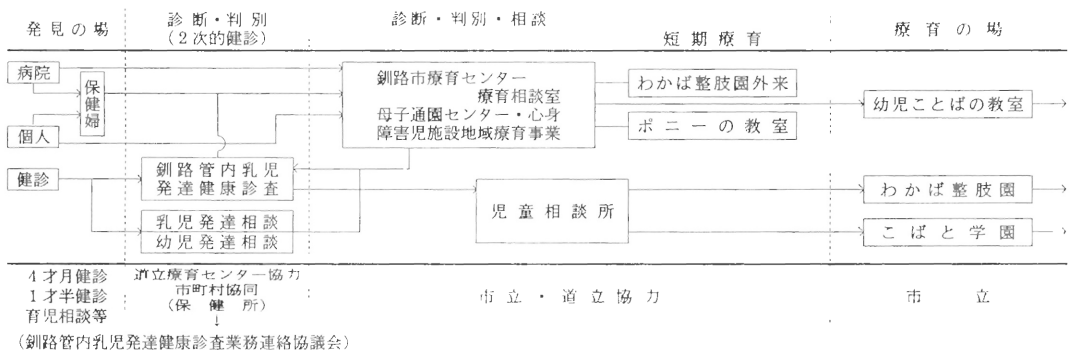 発見の場
診断・判別
(2次的健診)
診断・判別・相談
短期療育
療育の場
病院
保健婦
個人
健診
釧路市療育センター
療育相談室
母子通園センター・心身
障害児施設地域療育事業
わかば整肢園外来
ポニーの教室
幼児ことばの教室
釧路管内乳児
発達健康診査
乳児発達相談
幼児発達相談
児童相談所
わかば整肢園
こばと学園
4才月健診
1才半健診
育児相談等
道立療育センター協力
市町村協同
(保健所)
↓
(釧路管内乳児発達健康診査業務連絡協議会)
市立・道立協力
市立